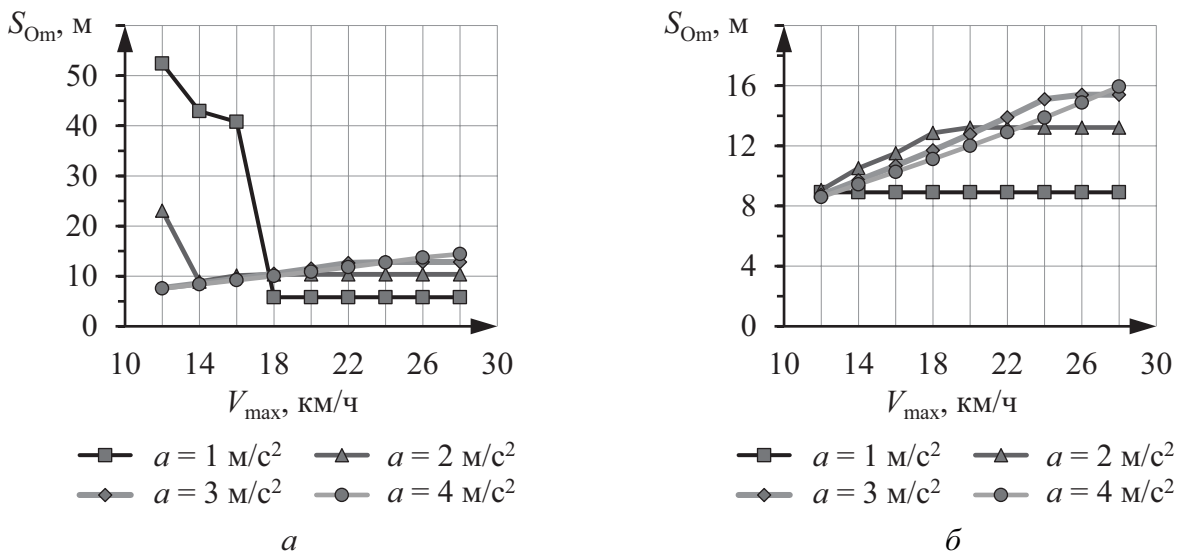 S_Om, м
50
40
30
20
10
0
10 14 18 22 26 30
V_max, км/ч
a = 1 м/с² a = 2 м/с²
a = 3 м/с² a = 4 м/с²
а
S_Om, м
16
12
8
4
0
10 14 18 22 26 30
V_max, км/ч
a = 1 м/с² a = 2 м/с²
a = 3 м/с² a = 4 м/с²
б